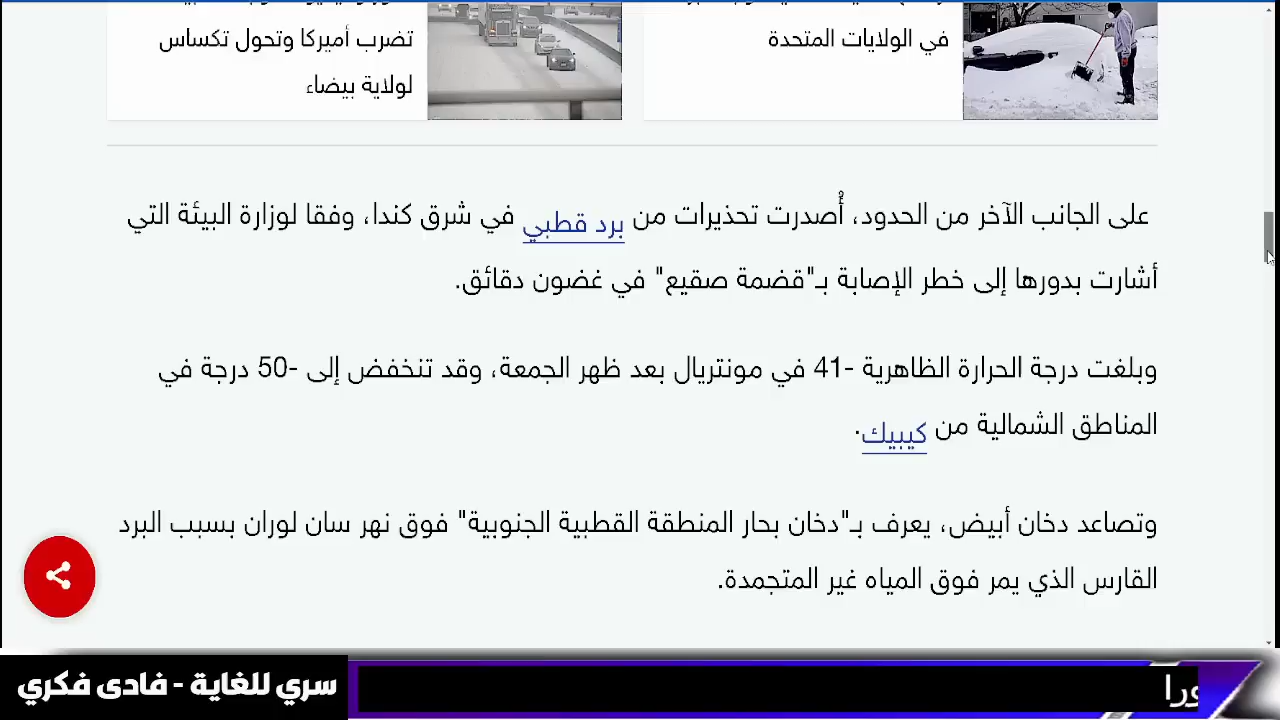 في الولايات المتحدة
تضرب أميركا وتحول تكساس
لولاية بيضاء
على الجانب الآخر من الحدود، أُصدرت تحذيرات من برد قطبي في شرق كندا، وفقا لوزارة البيئة التي
أشارت بدورها إلى خطر الإصابة بـ"قضمة صقيع" في غضون دقائق.
وبلغت درجة الحرارة الظاهرية -41 في مونتريال بعد ظهر الجمعة، وقد تنخفض إلى -50 درجة في
المناطق الشمالية من كيبيك.
وتصاعد دخان أبيض، يعرف بـ"دخان بحار المنطقة القطبية الجنوبية" فوق نهر سان لوران بسبب البرد
القارس الذي يمر فوق المياه غير المتجمدة.
سري للغاية - فادى فكري